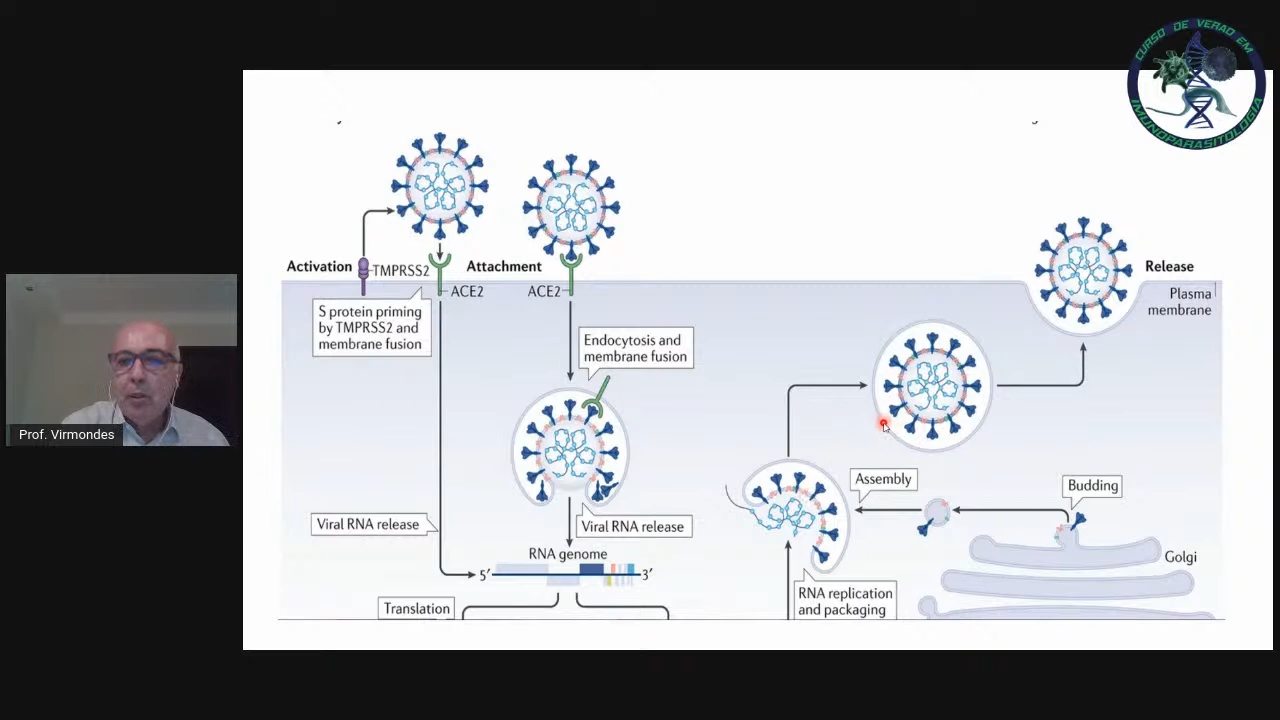 CURSO DE VERÃO EM
IMUNOPARASITOLOGIA
Activation
TMPRSS2
Attachment
ACE2
ACE2
S protein priming
by TMPRSS2 and
membrane fusion
Endocytosis and
membrane fusion
Release
Plasma
membrane
Prof. Virmondes
Viral RNA release
Viral RNA release
RNA genome
5′
3′
Translation
Assembly
Budding
Golgi
RNA replication
and packaging